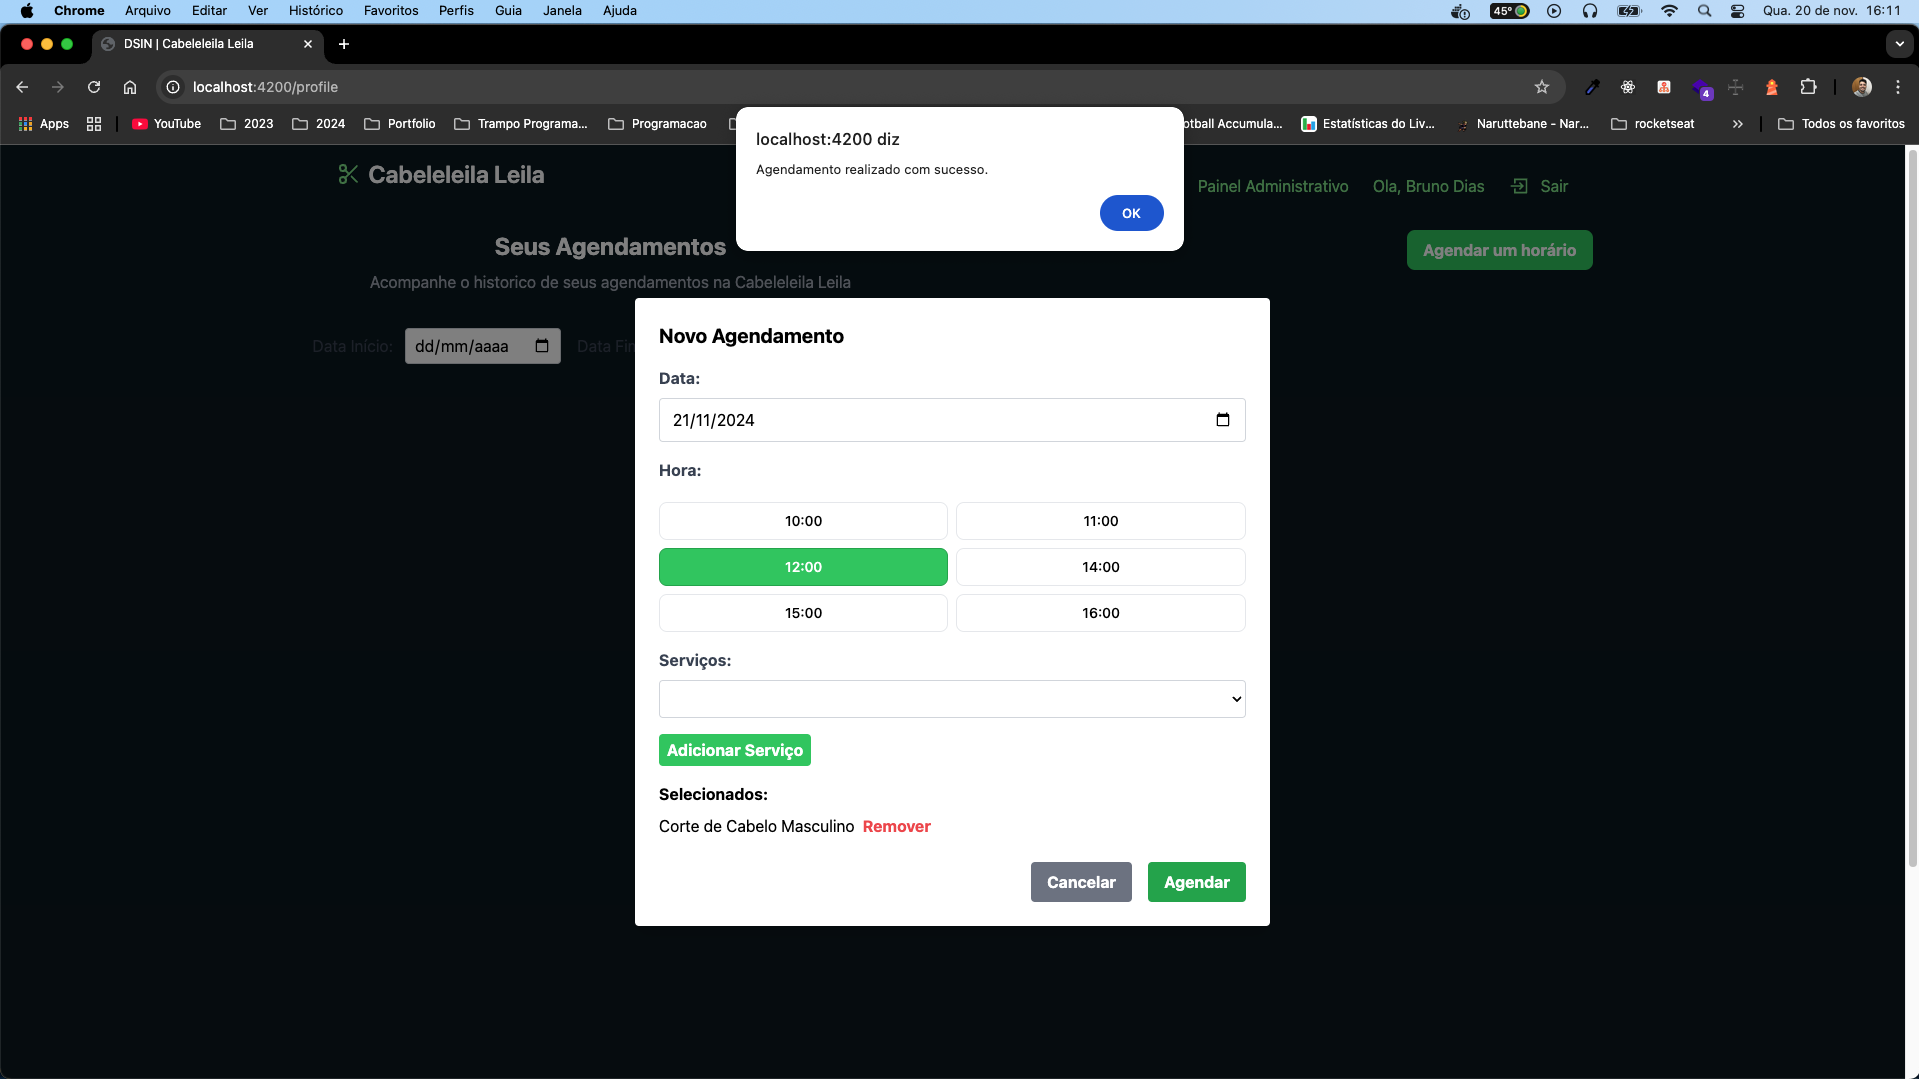 Chrome Arquivo Editar Ver Histórico Favoritos Perfis Guia Janela Ajuda 45° Qua. 20 de nov. 16:11
DSIN | Cabeleleila Leila
localhost:4200/profile
4
Apps YouTube 2023 2024 Portfolio Trampo Programa... Programacao otball Accumula... Estatísticas do Liv... Naruttebane - Nar... rocketseat Todos os favoritos
localhost:4200 diz
Agendamento realizado com sucesso.
OK
Cabeleleila Leila
Painel Administrativo Ola, Bruno Dias Sair
Seus Agendamentos
Agendar um horário
Acompanhe o historico de seus agendamentos na Cabeleleila Leila
Data Início: dd/mm/aaaa Data Fin
Novo Agendamento
Data:
21/11/2024
Hora:
10:00 11:00
12:00 14:00
15:00 16:00
Serviços:
Adicionar Serviço
Selecionados:
Corte de Cabelo Masculino Remover
Cancelar Agendar